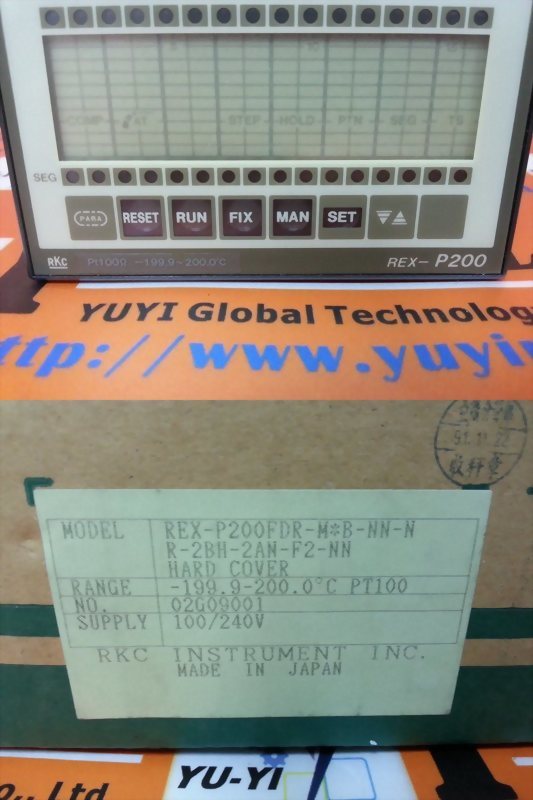 COMP AT STEP HOLD PTN SEG TS
SEG
PARA RESET RUN FIX MAN SET
RKC Pt100Ω -199.9~200.0°C REX-P200
YUYI Global Technolog
ttp://www.yuyi
91.11.22
MODEL REX-P200FDR-M*B-NN-N
R-2BH-2AN-F2-NN
HARD COVER
RANGE -199.9-200.0°C PT100
NO. 02G09001
SUPPLY 100/240V
RKC INSTRUMENT INC.
MADE IN JAPAN
o., Ltd
YU-YI